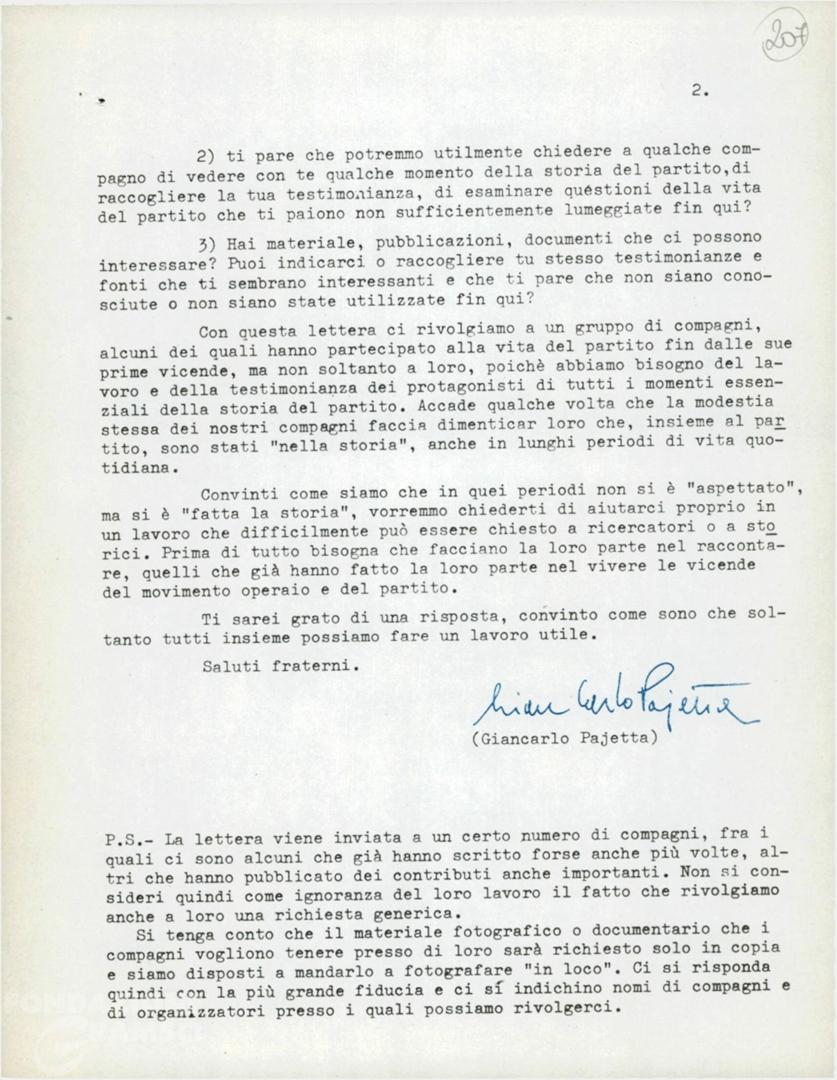 207
2.
2) ti pare che potremmo utilmente chiedere a qualche com-
pagno di vedere con te qualche momento della storia del partito,di
raccogliere la tua testimonianza, di esaminare questioni della vita
del partito che ti paiono non sufficientemente lumeggiate fin qui?
3) Hai materiale, pubblicazioni, documenti che ci possono
interessare? Puoi indicarci o raccogliere tu stesso testimonianze e
fonti che ti sembrano interessanti e che ti pare che non siano cono-
sciute o non siano state utilizzate fin qui?
Con questa lettera ci rivolgiamo a un gruppo di compagni,
alcuni dei quali hanno partecipato alla vita del partito fin dalle sue
prime vicende, ma non soltanto a loro, poichè abbiamo bisogno del la-
voro e della testimonianza dei protagonisti di tutti i momenti essen-
ziali della storia del partito. Accade qualche volta che la modestia
stessa dei nostri compagni faccia dimenticar loro che, insieme al par
tito, sono stati "nella storia", anche in lunghi periodi di vita quo-
tidiana.
Convinti come siamo che in quei periodi non si è "aspettato",
ma si è "fatta la storia", vorremmo chiederti di aiutarci proprio in
un lavoro che difficilmente può essere chiesto a ricercatori o a sto
rici. Prima di tutto bisogna che facciano la loro parte nel racconta-
re, quelli che già hanno fatto la loro parte nel vivere le vicende
del movimento operaio e del partito.
Ti sarei grato di una risposta, convinto come sono che sol-
tanto tutti insieme possiamo fare un lavoro utile.
Saluti fraterni.
Gian Carlo Pajetta
(Giancarlo Pajetta)
P.S.- La lettera viene inviata a un certo numero di compagni, fra i
quali ci sono alcuni che già hanno scritto forse anche più volte, al-
tri che hanno pubblicato dei contributi anche importanti. Non si con-
sideri quindi come ignoranza del loro lavoro il fatto che rivolgiamo
anche a loro una richiesta generica.
Si tenga conto che il materiale fotografico o documentario che i
compagni vogliono tenere presso di loro sarà richiesto solo in copia
e siamo disposti a mandarlo a fotografare "in loco". Ci si risponda
quindi con la più grande fiducia e ci si indichino nomi di compagni e
di organizzatori presso i quali possiamo rivolgerci.